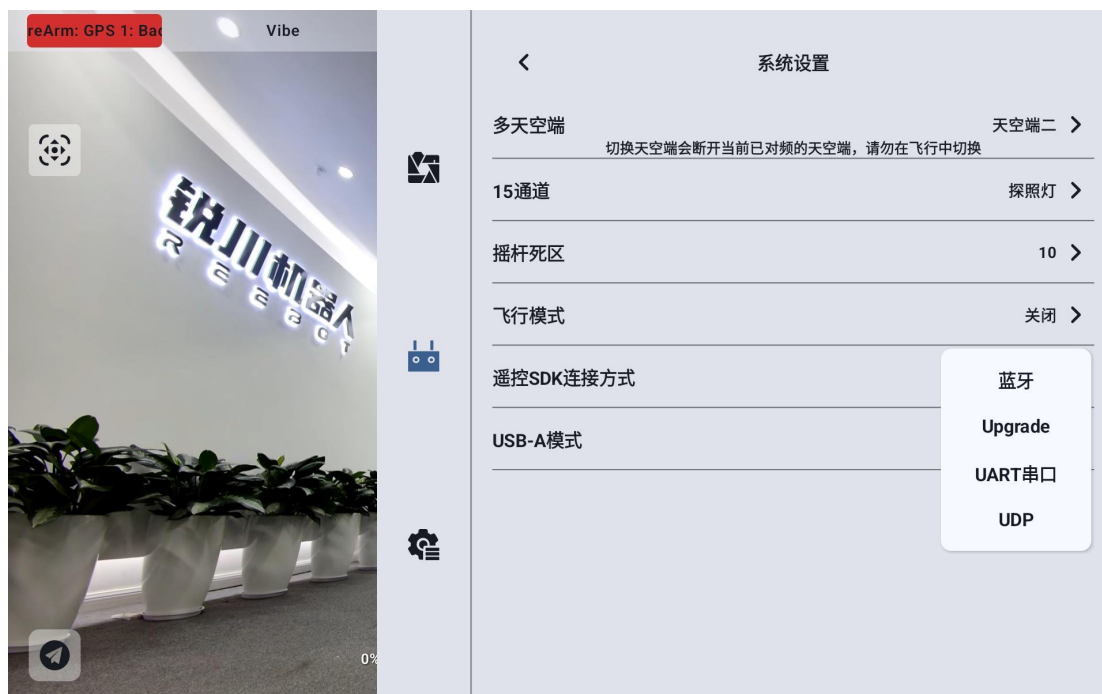 reArm: GPS 1: Bad
Vibe
锐川机器人
REEBOT
0%
系统设置
多天空端
天空端二
切换天空端会断开当前已对频的天空端，请勿在飞行中切换
15通道
探照灯
摇杆死区
10
飞行模式
关闭
遥控SDK连接方式
USB-A模式
蓝牙
Upgrade
UART串口
UDP